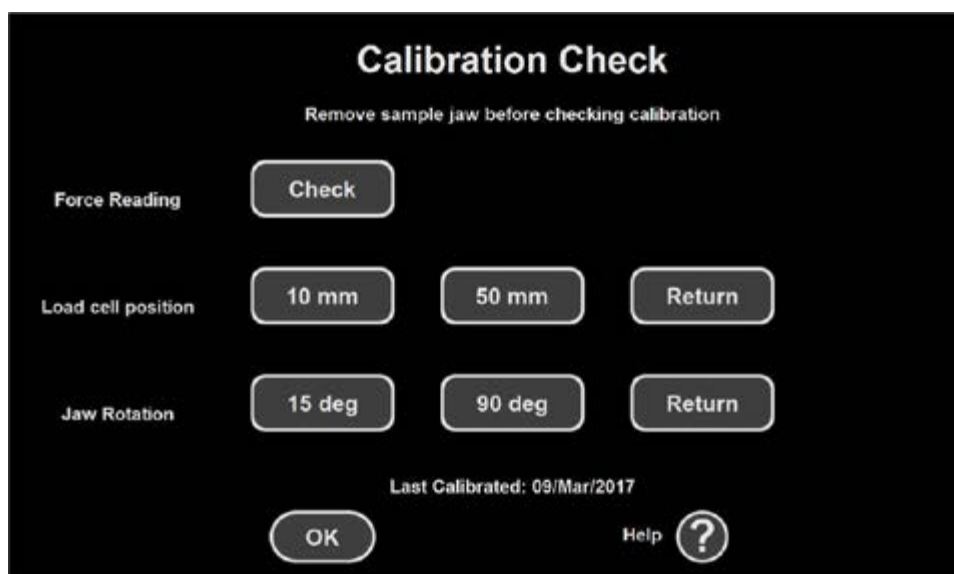 Calibration Check
Remove sample jaw before checking calibration
Force Reading Check
Load cell position 10 mm 50 mm Return
Jaw Rotation 15 deg 90 deg Return
Last Calibrated: 09/Mar/2017
OK Help ?